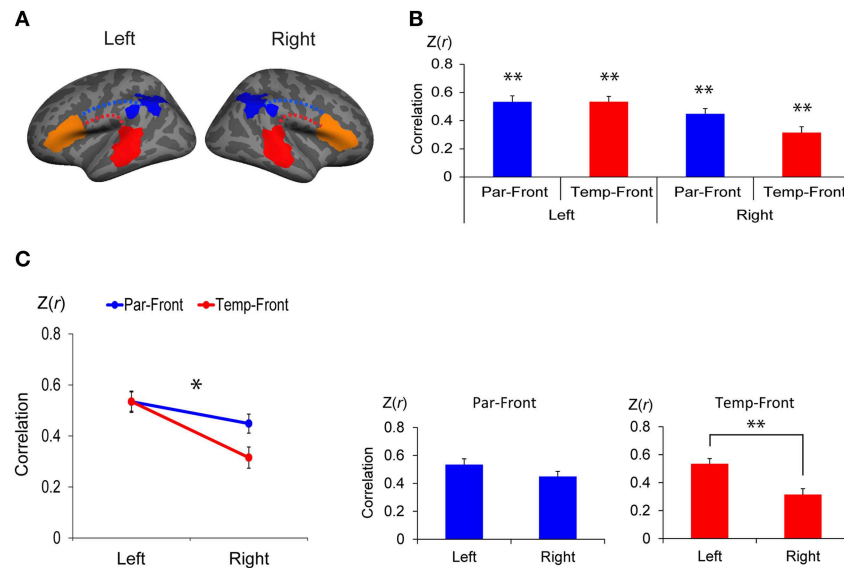 A
Left Right
B
Z(r)
Correlation
0.8
0.6
0.4
0.2
0
** ** ** **
Par-Front Temp-Front Par-Front Temp-Front
Left Right
C
Z(r)
Par-Front Temp-Front
Correlation
0.8
0.6
0.4
0.2
0
*
Left Right
Z(r) Par-Front
Correlation
0.8
0.6
0.4
0.2
0
Left Right
Z(r) Temp-Front
0.8
0.6
0.4
0.2
0
**
Left Right